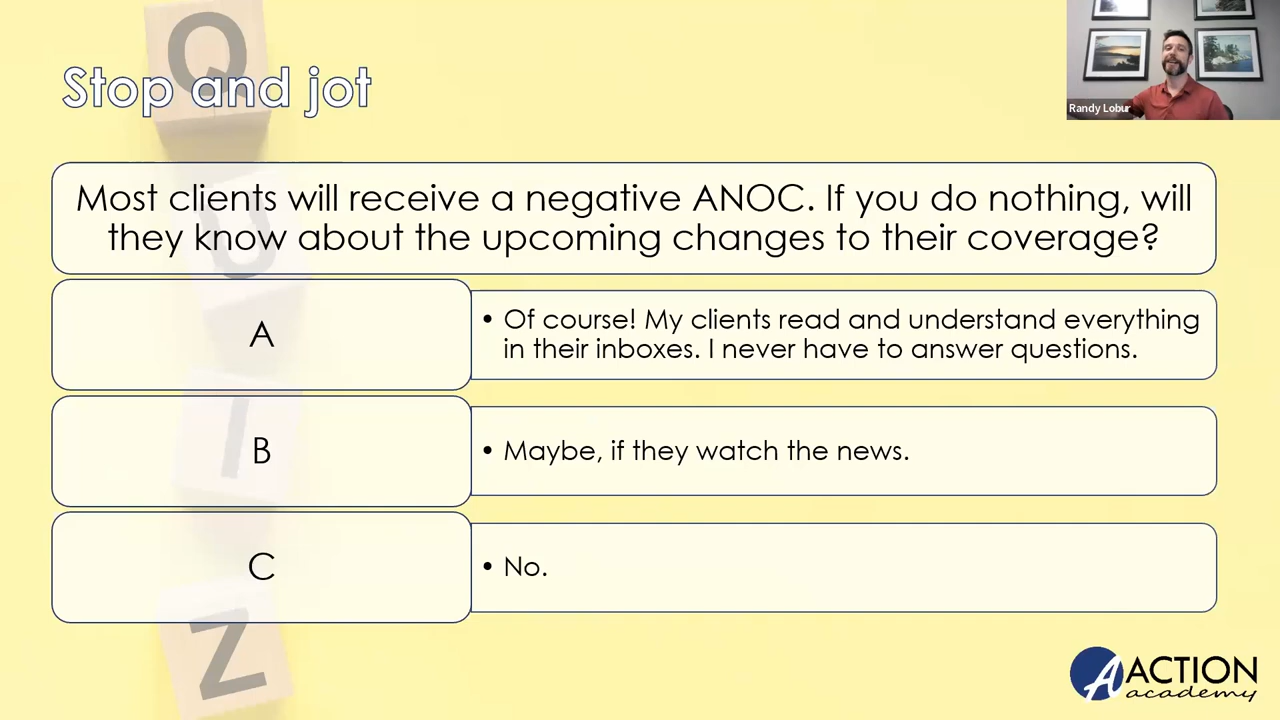 Q
Stop and jot
Randy Lobur
Most clients will receive a negative ANOC. If you do nothing, will
they know about the upcoming changes to their coverage?
U
A
• Of course! My clients read and understand everything
in their inboxes. I never have to answer questions.
I
B
• Maybe, if they watch the news.
C
• No.
Z
A ACTION
academy